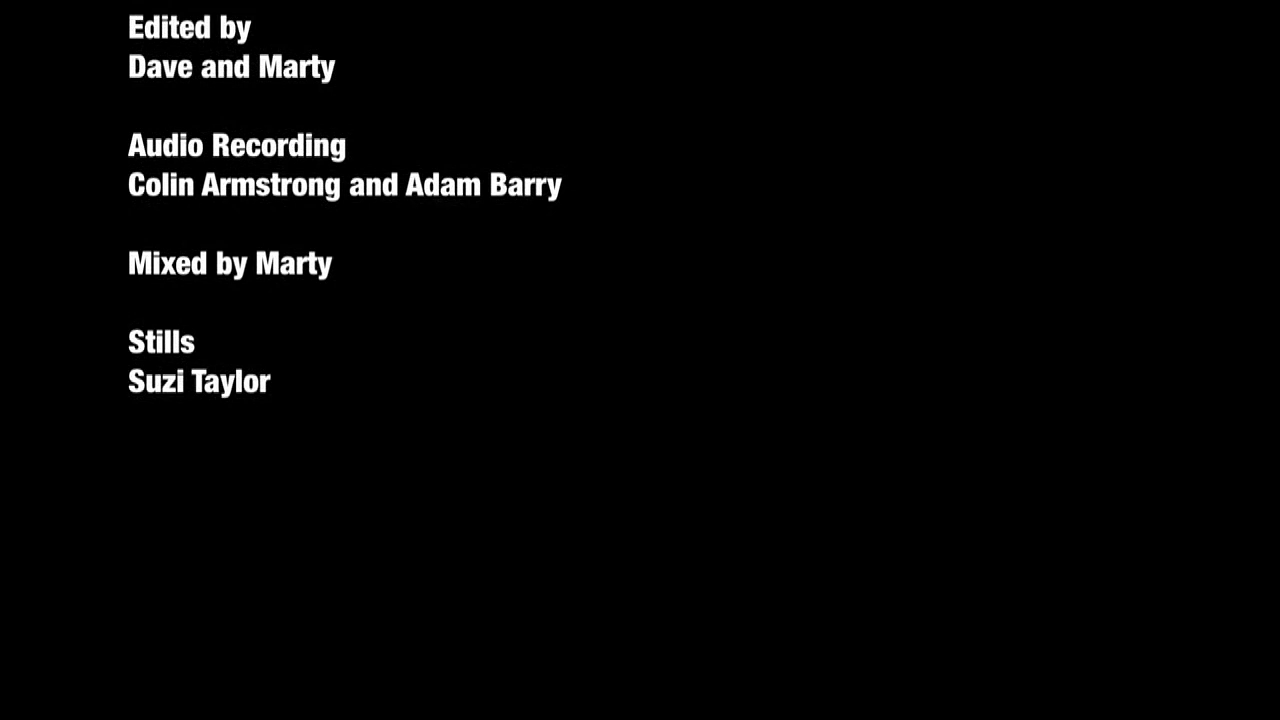 Edited by
Dave and Marty
Audio Recording
Colin Armstrong and Adam Barry
Mixed by Marty
Stills
Suzi Taylor